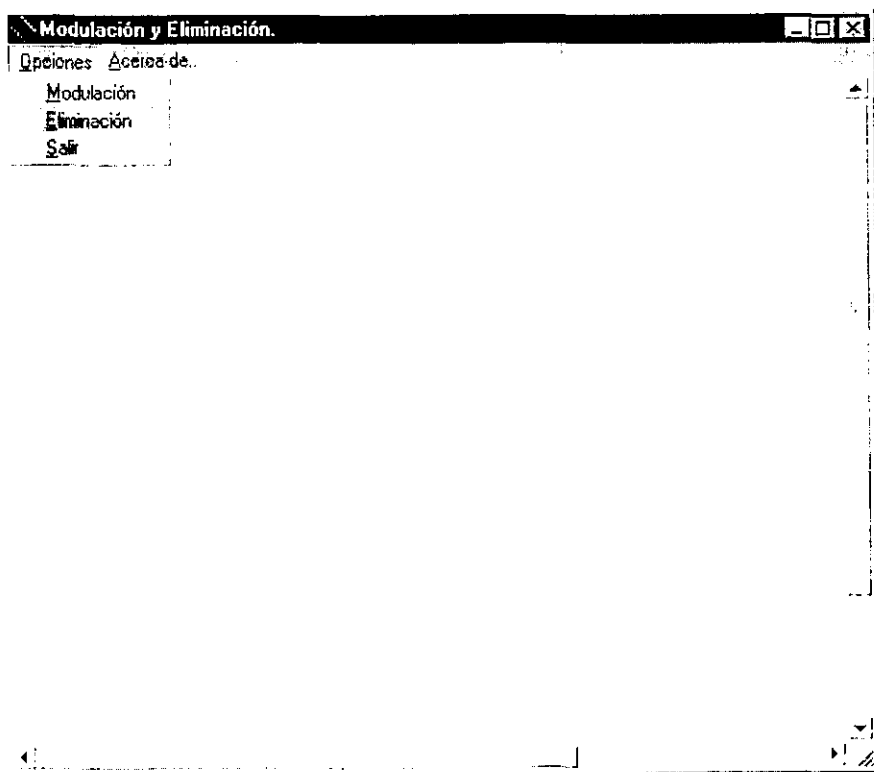 Modulación y Eliminación.
Opciones Acerca de..
Modulación
Eliminación
Salir